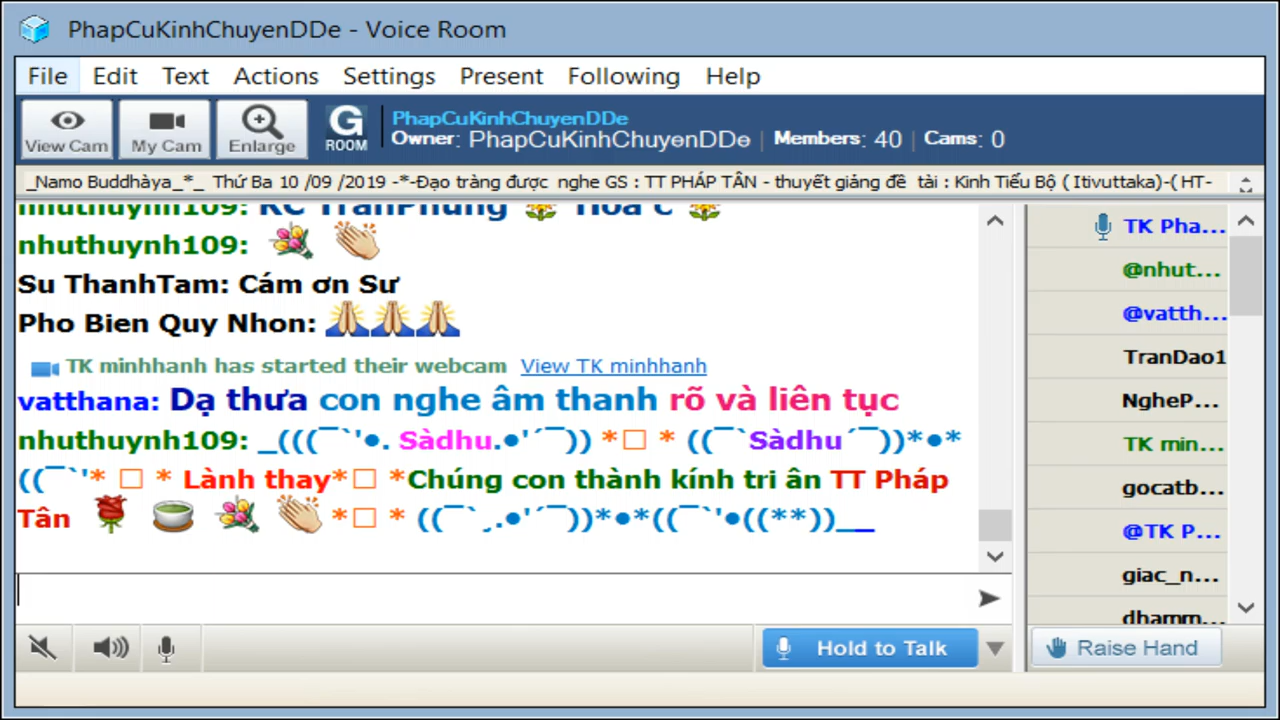 PhapCuKinhChuyenDDe - Voice Room
File Edit Text Actions Settings Present Following Help
View Cam My Cam Enlarge G ROOM
PhapCuKinhChuyenDDe
Owner: PhapCuKinhChuyenDDe | Members: 40 | Cams: 0
_Namo Buddhàya_*_ Thứ Ba 10 /09 /2019 -*-Đạo tràng được nghe GS : TT PHÁP TÂN - thuyết giảng đề tài : Kinh Tiểu Bộ ( Itivuttaka)-( HT-
nhuthuynh109: KC TranPhung 🌼 Hoa c 🌼
nhuthuynh109: 💐 👏
Su ThanhTam: Cám ơn Sư
Pho Bien Quy Nhon: 🙏🙏🙏
TK minhhanh has started their webcam View TK minhhanh
vatthana: Dạ thưa con nghe âm thanh rõ và liên tục
nhuthuynh109: _(((¯`'●. Sàdhu.●'´¯)) *☐ * ((¯`Sàdhu´¯))*●*
((¯`'* ☐ * Lành thay*☐ *Chúng con thành kính tri ân TT Pháp
Tân 🌹 🍵 💐 👏 *☐ * ((¯`¸.●'´¯))*●*((¯`'●((**))__
TK Pha...
@nhut...
@vatth...
TranDao1
NgheP...
TK min...
gocatb...
@TK P...
giac_n...
dhamm...
Hold to Talk
Raise Hand